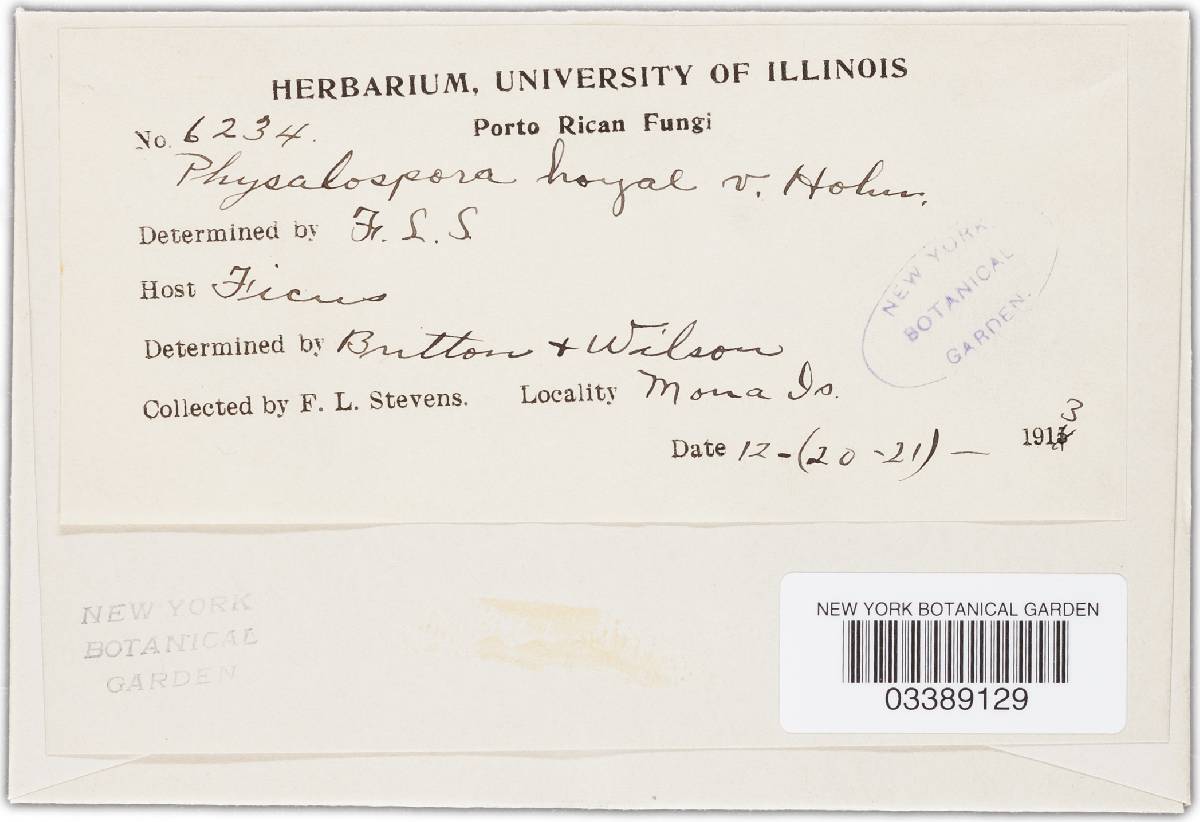 HERBARIUM, UNIVERSITY OF ILLINOIS
No. 6234.
Porto Rican Fungi
Physalospora hoyae v. Hohn.
Determined by F. L. S.
Host Ficus
Determined by Britton + Wilson
Collected by F. L. Stevens. Locality Mona Is.
Date 12-(20-21) - 1913
NEW YORK
BOTANICAL
GARDEN.
NEW YORK
BOTANICAL
GARDEN
NEW YORK BOTANICAL GARDEN
03389129